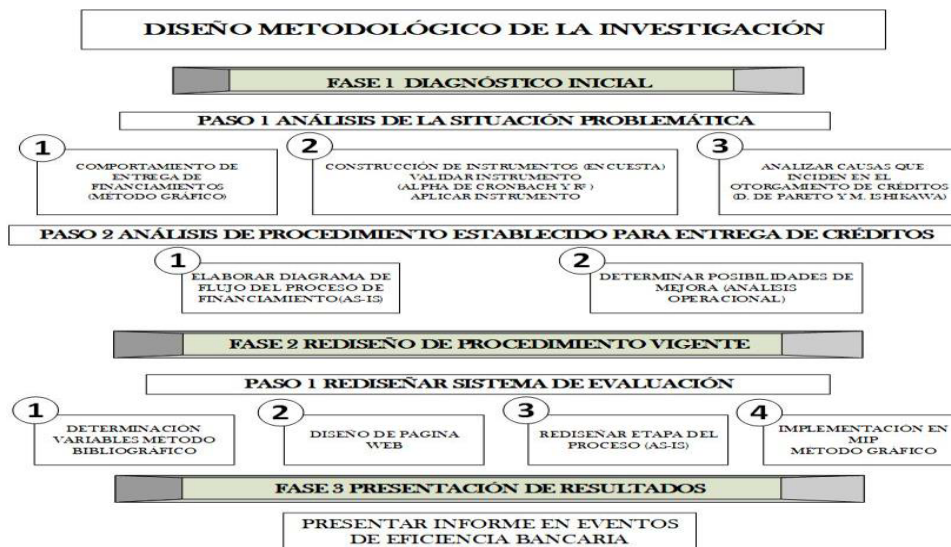 DISEÑO METODOLÓGICO DE LA INVESTIGACIÓN
FASE 1 DIAGNÓSTICO INICIAL
PASO 1 ANÁLISIS DE LA SITUACIÓN PROBLEMÁTICA
1
COMPORTAMIENTO DE
ENTREGA DE
FINANCIAMIENTOS
(METODO GRÁFICO)
2
CONSTRUCCIÓN DE INSTRUMENTOS (ENCUESTA)
VALIDAR INSTRUMENTO
(ALPHA DE CRONBACH Y R²)
APLICAR INSTRUMENTO
3
ANALIZAR CAUSAS QUE
INCIDEN EN EL
OTORGAMIENTO DE CRÉDITOS
(D. DE PARETO Y M. ISHIKAWA)
PASO 2 ANÁLISIS DE PROCEDIMIENTO ESTABLECIDO PARA ENTREGA DE CRÉDITOS
1
ELABORAR DIAGRAMA DE
FLUJO DEL PROCESO DE
FINANCIAMIENTO (AS-IS)
2
DETERMINAR POSIBILIDADES DE
MEJORA (ANALISIS
OPERACIONAL)
FASE 2 REDISEÑO DE PROCEDIMIENTO VIGENTE
PASO 1 REDISEÑAR SISTEMA DE EVALUACIÓN
1
DETERMINACIÓN
VARIABLES METODO
BIBLIOGRAFICO
2
DISEÑO DE PAGINA
WEB
3
REDISEÑAR ETAPA DEL
PROCESO (AS-IS)
4
IMPLEMENTACIÓN EN
MIP
METODO GRAFICO
FASE 3 PRESENTACIÓN DE RESULTADOS
PRESENTAR INFORME EN EVENTOS
DE EFICIENCIA BANCARIA